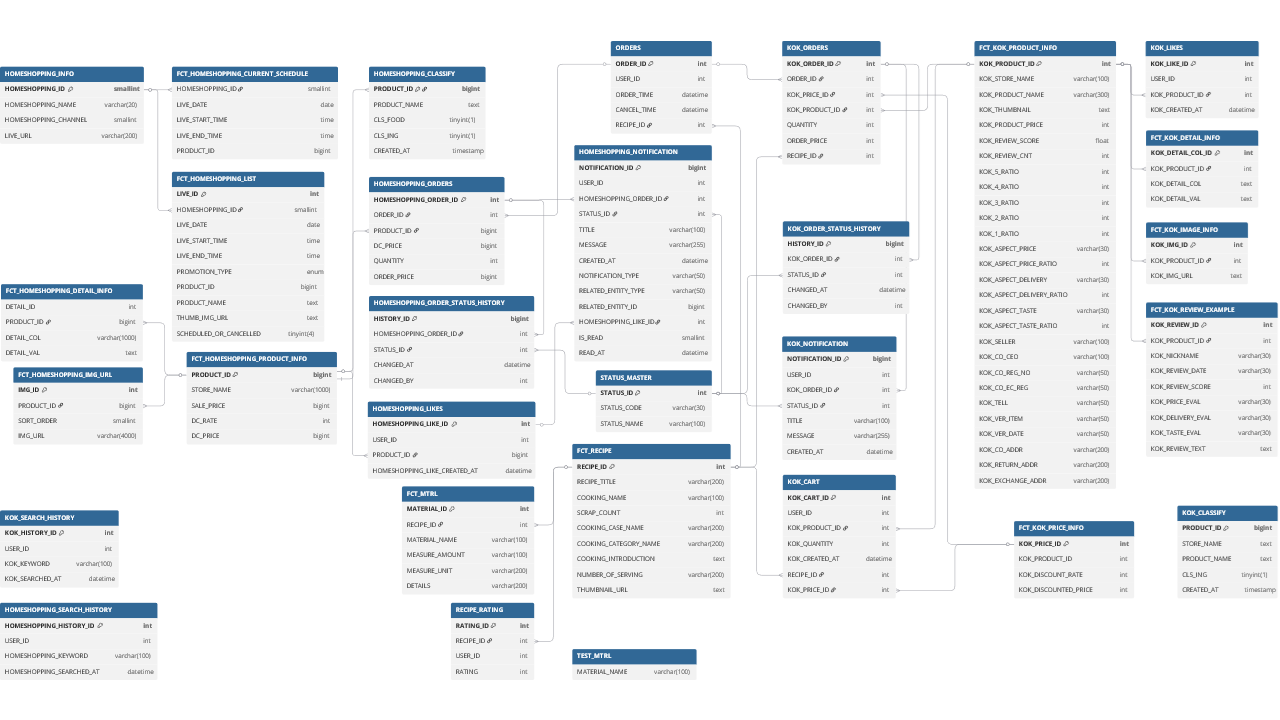 HOMESHOPPING_INFO
HOMESHOPPING_ID smallint
HOMESHOPPING_NAME varchar(20)
HOMESHOPPING_CHANNEL smallint
LIVE_URL varchar(200)
FCT_HOMESHOPPING_CURRENT_SCHEDULE
HOMESHOPPING_ID smallint
LIVE_DATE date
LIVE_START_TIME time
LIVE_END_TIME time
PRODUCT_ID bigint
FCT_HOMESHOPPING_LIST
LIVE_ID int
HOMESHOPPING_ID smallint
LIVE_DATE date
LIVE_START_TIME time
LIVE_END_TIME time
PROMOTION_TYPE enum
PRODUCT_ID bigint
PRODUCT_NAME text
THUMB_IMG_URL text
SCHEDULED_OR_CANCELLED tinyint(4)
FCT_HOMESHOPPING_DETAIL_INFO
DETAIL_ID int
PRODUCT_ID bigint
DETAIL_COL varchar(1000)
DETAIL_VAL text
FCT_HOMESHOPPING_IMG_URL
IMG_ID int
PRODUCT_ID bigint
SORT_ORDER smallint
IMG_URL varchar(4000)
FCT_HOMESHOPPING_PRODUCT_INFO
PRODUCT_ID bigint
STORE_NAME varchar(1000)
SALE_PRICE bigint
DC_RATE int
DC_PRICE bigint
KOK_SEARCH_HISTORY
KOK_HISTORY_ID int
USER_ID int
KOK_KEYWORD varchar(100)
KOK_SEARCHED_AT datetime
HOMESHOPPING_SEARCH_HISTORY
HOMESHOPPING_HISTORY_ID int
USER_ID int
HOMESHOPPING_KEYWORD varchar(100)
HOMESHOPPING_SEARCHED_AT datetime
HOMESHOPPING_CLASSIFY
PRODUCT_ID bigint
PRODUCT_NAME text
CLS_FOOD tinyint(1)
CLS_ING tinyint(1)
CREATED_AT timestamp
HOMESHOPPING_ORDERS
HOMESHOPPING_ORDER_ID int
ORDER_ID int
PRODUCT_ID bigint
DC_PRICE bigint
QUANTITY int
ORDER_PRICE bigint
HOMESHOPPING_ORDER_STATUS_HISTORY
HISTORY_ID bigint
HOMESHOPPING_ORDER_ID int
STATUS_ID int
CHANGED_AT datetime
CHANGED_BY int
HOMESHOPPING_LIKES
HOMESHOPPING_LIKE_ID int
USER_ID int
PRODUCT_ID bigint
HOMESHOPPING_LIKE_CREATED_AT datetime
FCT_MTRL
MATERIAL_ID int
RECIPE_ID int
MATERIAL_NAME varchar(100)
MEASURE_AMOUNT varchar(100)
MEASURE_UNIT varchar(200)
DETAILS varchar(200)
RECIPE_RATING
RATING_ID int
RECIPE_ID int
USER_ID int
RATING int
ORDERS
ORDER_ID int
USER_ID int
ORDER_TIME datetime
CANCEL_TIME datetime
RECIPE_ID int
HOMESHOPPING_NOTIFICATION
NOTIFICATION_ID bigint
USER_ID int
HOMESHOPPING_ORDER_ID int
STATUS_ID int
TITLE varchar(100)
MESSAGE varchar(255)
CREATED_AT datetime
NOTIFICATION_TYPE varchar(50)
RELATED_ENTITY_TYPE varchar(50)
RELATED_ENTITY_ID bigint
HOMESHOPPING_LIKE_ID int
IS_READ smallint
READ_AT datetime
STATUS_MASTER
STATUS_ID int
STATUS_CODE varchar(30)
STATUS_NAME varchar(100)
FCT_RECIPE
RECIPE_ID int
RECIPE_TITLE varchar(200)
COOKING_NAME varchar(100)
SCRAP_COUNT int
COOKING_CASE_NAME varchar(200)
COOKING_CATEGORY_NAME varchar(200)
COOKING_INTRODUCTION text
NUMBER_OF_SERVING varchar(200)
THUMBNAIL_URL text
TEST_MTRL
MATERIAL_NAME varchar(100)
KOK_ORDERS
KOK_ORDER_ID int
ORDER_ID int
KOK_PRICE_ID int
KOK_PRODUCT_ID int
QUANTITY int
ORDER_PRICE int
RECIPE_ID int
KOK_ORDER_STATUS_HISTORY
HISTORY_ID bigint
KOK_ORDER_ID int
STATUS_ID int
CHANGED_AT datetime
CHANGED_BY int
KOK_NOTIFICATION
NOTIFICATION_ID bigint
USER_ID int
KOK_ORDER_ID int
STATUS_ID int
TITLE varchar(100)
MESSAGE varchar(255)
CREATED_AT datetime
KOK_CART
KOK_CART_ID int
USER_ID int
KOK_PRODUCT_ID int
KOK_QUANTITY int
KOK_CREATED_AT datetime
RECIPE_ID int
KOK_PRICE_ID int
FCT_KOK_PRODUCT_INFO
KOK_PRODUCT_ID int
KOK_STORE_NAME varchar(100)
KOK_PRODUCT_NAME varchar(300)
KOK_THUMBNAIL text
KOK_PRODUCT_PRICE int
KOK_REVIEW_SCORE float
KOK_REVIEW_CNT int
KOK_5_RATIO int
KOK_4_RATIO int
KOK_3_RATIO int
KOK_2_RATIO int
KOK_1_RATIO int
KOK_ASPECT_PRICE varchar(30)
KOK_ASPECT_PRICE_RATIO int
KOK_ASPECT_DELIVERY varchar(30)
KOK_ASPECT_DELIVERY_RATIO int
KOK_ASPECT_TASTE varchar(30)
KOK_ASPECT_TASTE_RATIO int
KOK_SELLER varchar(100)
KOK_CO_CEO varchar(100)
KOK_CO_REG_NO varchar(50)
KOK_CO_EC_REG varchar(50)
KOK_TELL varchar(50)
KOK_VER_ITEM varchar(50)
KOK_VER_DATE varchar(50)
KOK_CO_ADDR varchar(200)
KOK_RETURN_ADDR varchar(200)
KOK_EXCHANGE_ADDR varchar(200)
FCT_KOK_PRICE_INFO
KOK_PRICE_ID int
KOK_PRODUCT_ID int
KOK_DISCOUNT_RATE int
KOK_DISCOUNTED_PRICE int
KOK_LIKES
KOK_LIKE_ID int
USER_ID int
KOK_PRODUCT_ID int
KOK_CREATED_AT datetime
FCT_KOK_DETAIL_INFO
KOK_DETAIL_COL_ID int
KOK_PRODUCT_ID int
KOK_DETAIL_COL text
KOK_DETAIL_VAL text
FCT_KOK_IMAGE_INFO
KOK_IMG_ID int
KOK_PRODUCT_ID int
KOK_IMG_URL text
FCT_KOK_REVIEW_EXAMPLE
KOK_REVIEW_ID int
KOK_PRODUCT_ID int
KOK_NICKNAME varchar(30)
KOK_REVIEW_DATE varchar(30)
KOK_REVIEW_SCORE int
KOK_PRICE_EVAL varchar(30)
KOK_DELIVERY_EVAL varchar(30)
KOK_TASTE_EVAL varchar(30)
KOK_REVIEW_TEXT text
KOK_CLASSIFY
PRODUCT_ID bigint
STORE_NAME text
PRODUCT_NAME text
CLS_ING tinyint(1)
CREATED_AT timestamp